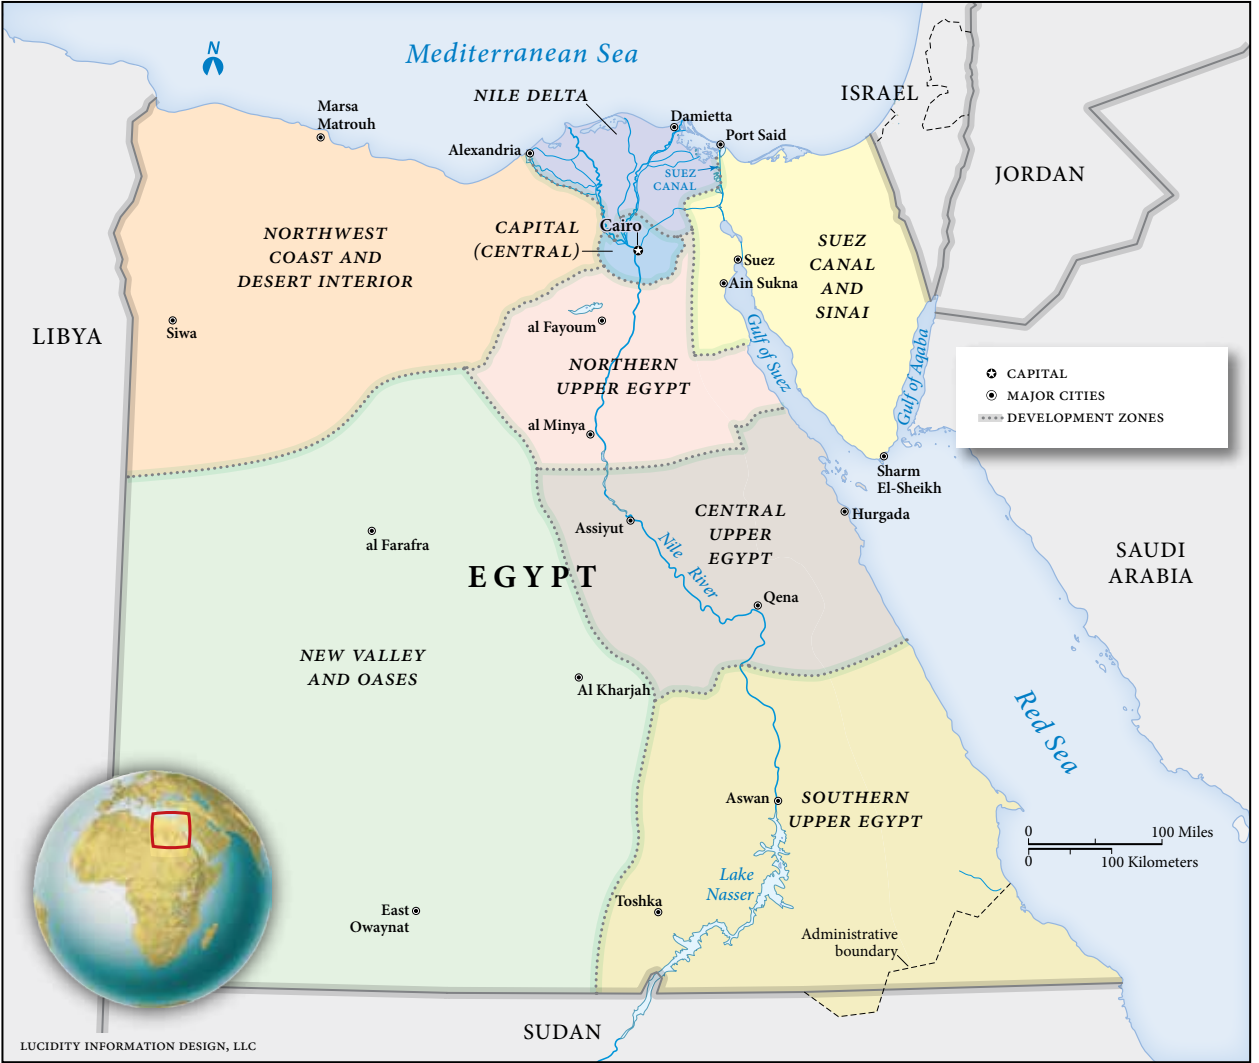 N
Mediterranean Sea
NILE DELTA
ISRAEL
Marsa
Matrouh
Damietta
Port Said
Alexandria
SUEZ
CANAL
JORDAN
CAPITAL
(CENTRAL)
Cairo
NORTHWEST
COAST AND
DESERT INTERIOR
SUEZ
CANAL
AND
SINAI
Suez
Ain Sukna
LIBYA
Siwa
al Fayoum
Gulf of Suez
Gulf of Aqaba
NORTHERN
UPPER EGYPT
CAPITAL
MAJOR CITIES
DEVELOPMENT ZONES
al Minya
Sharm
El-Sheikh
Hurgada
CENTRAL
UPPER
EGYPT
Assiyut
Nile River
al Farafra
EGYPT
SAUDI
ARABIA
Qena
NEW VALLEY
AND OASES
Al Kharjah
Red Sea
Aswan
SOUTHERN
UPPER EGYPT
0 100 Miles
0 100 Kilometers
Lake
Nasser
Toshka
East
Owaynat
Administrative
boundary
SUDAN
LUCIDITY INFORMATION DESIGN, LLC